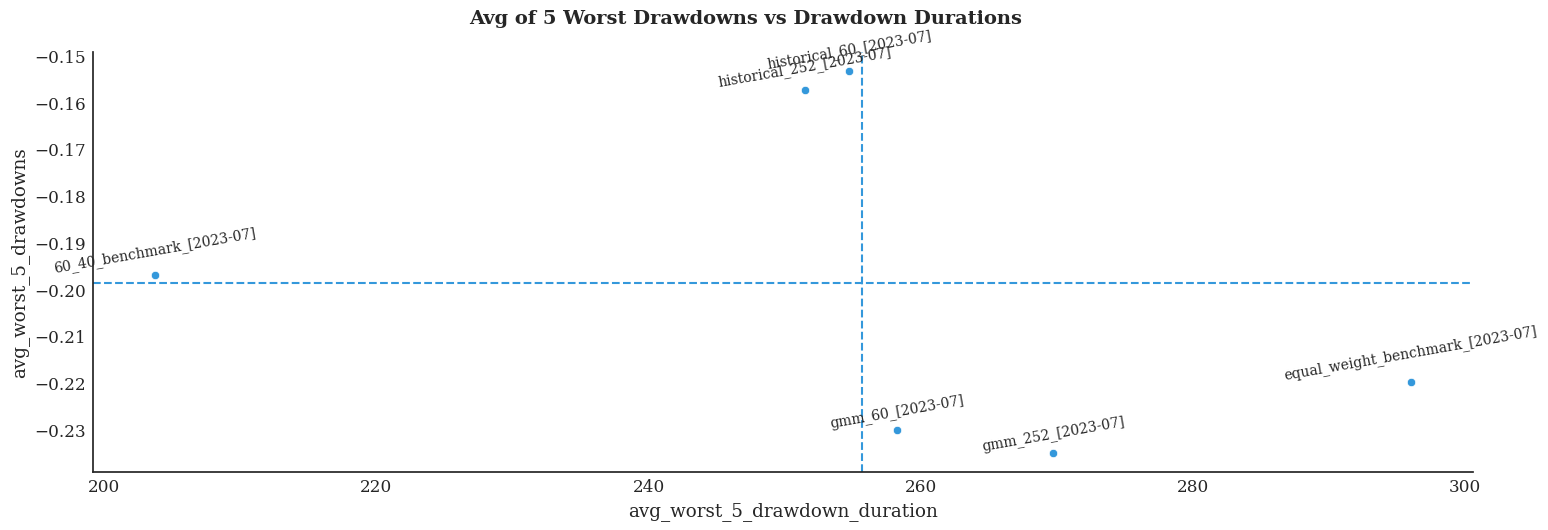 Avg of 5 Worst Drawdowns vs Drawdown Durations
avg_worst_5_drawdowns
−0.15
−0.16
−0.17
−0.18
−0.19
−0.20
−0.21
−0.22
−0.23
historical_60_[2023-07]
historical_252_[2023-07]
60_40_benchmark_[2023-07]
equal_weight_benchmark_[2023-07]
gmm_60_[2023-07]
gmm_252_[2023-07]
200
220
240
260
280
300
avg_worst_5_drawdown_duration